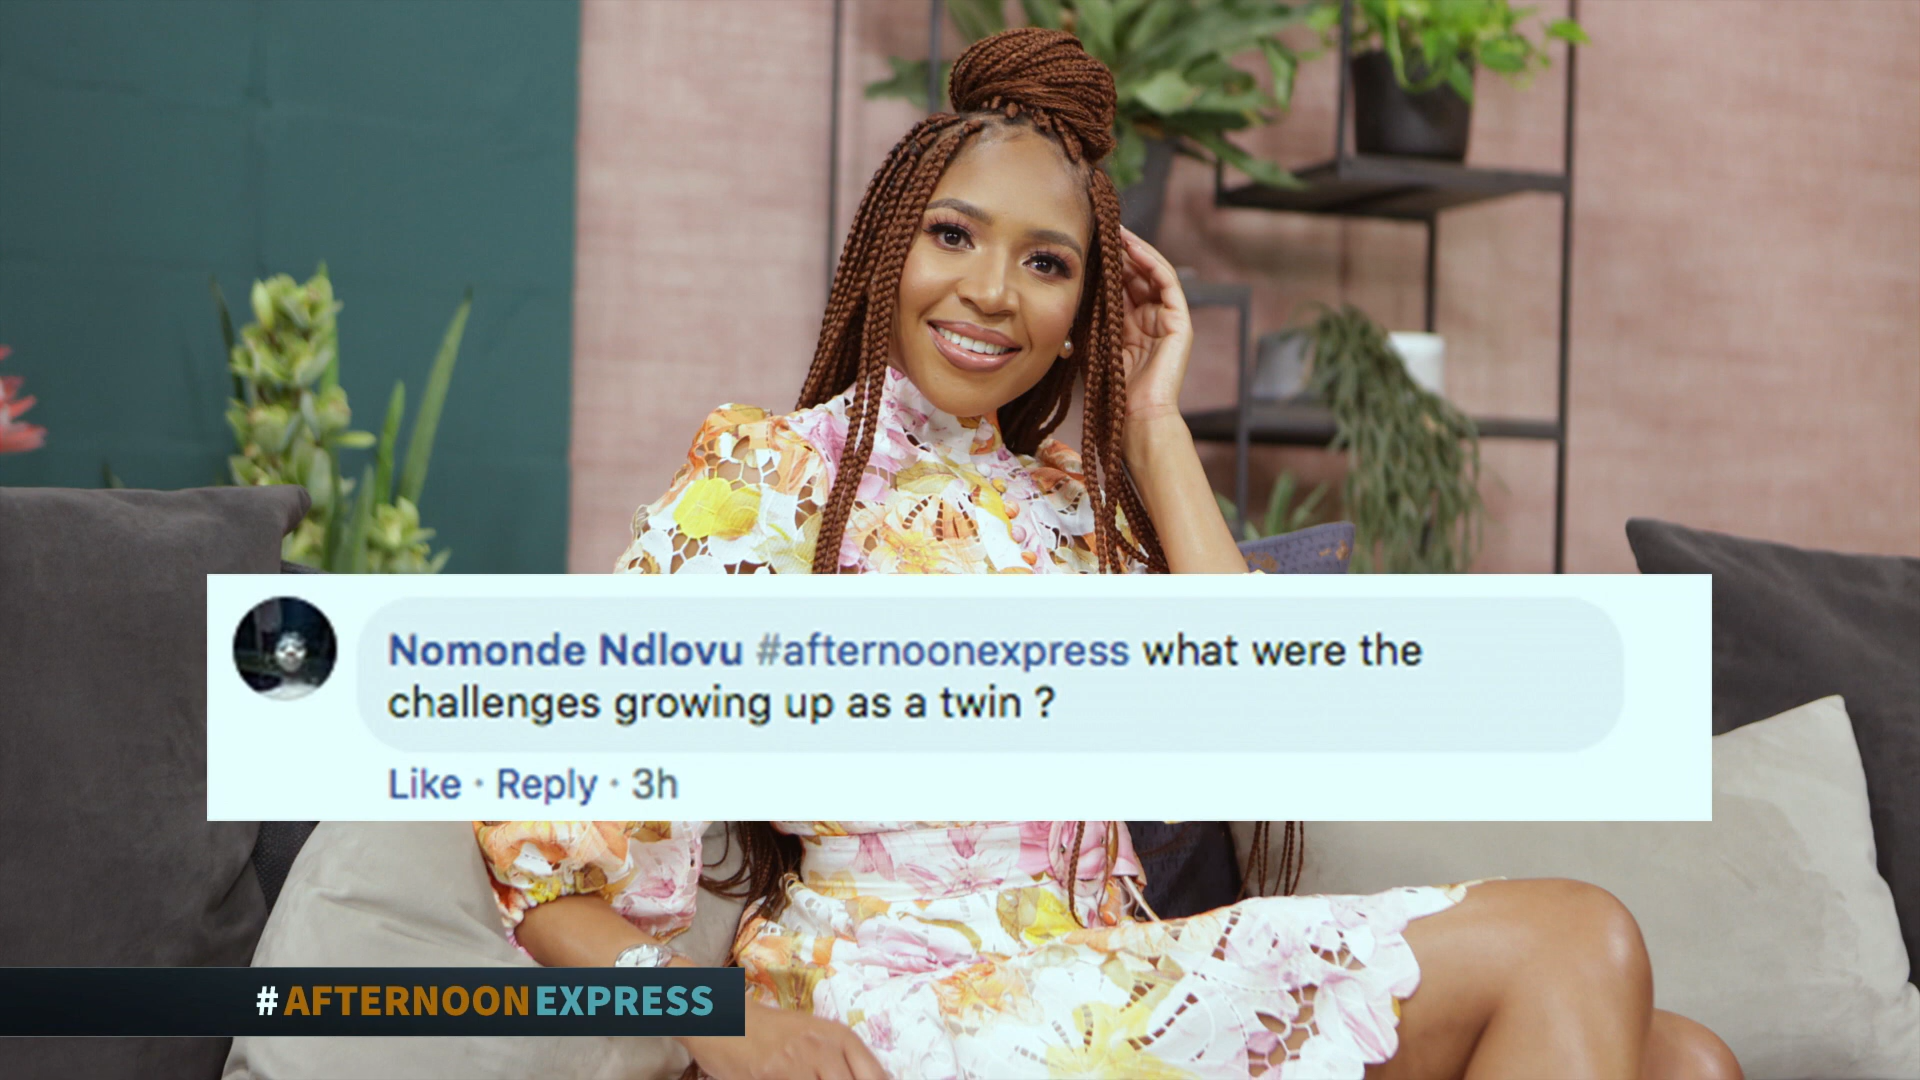 Nomonde Ndlovu #afternoonexpress what were the
challenges growing up as a twin ?
Like · Reply · 3h
#AFTERNOONEXPRESS